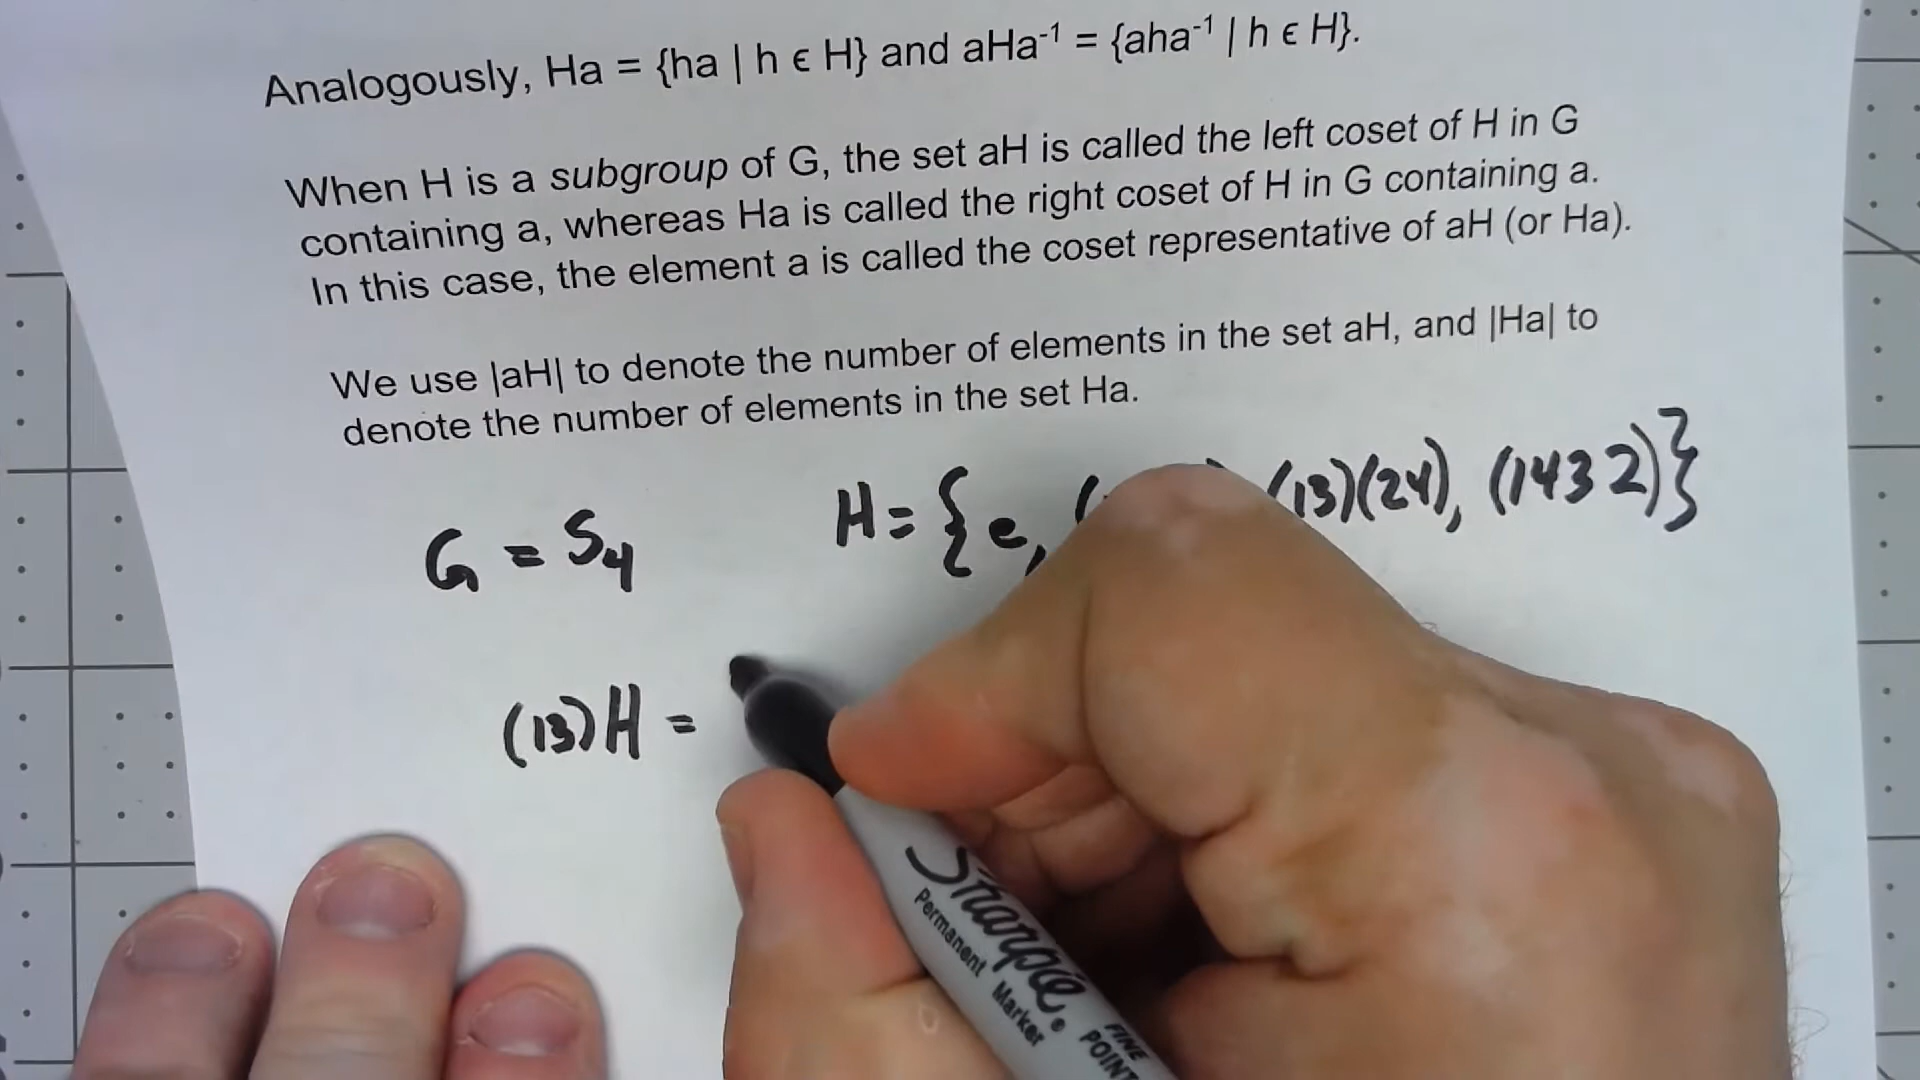 Analogously, Ha = {ha | h ϵ H} and aHa⁻¹ = {aha⁻¹ | h ϵ H}.
When H is a subgroup of G, the set aH is called the left coset of H in G
containing a, whereas Ha is called the right coset of H in G containing a.
In this case, the element a is called the coset representative of aH (or Ha).
We use |aH| to denote the number of elements in the set aH, and |Ha| to
denote the number of elements in the set Ha.
G = S₄
H = {e, ( (13)(24), (1432)}
(13)H =
Sharpie.
Permanent Marker
FINE
POINT